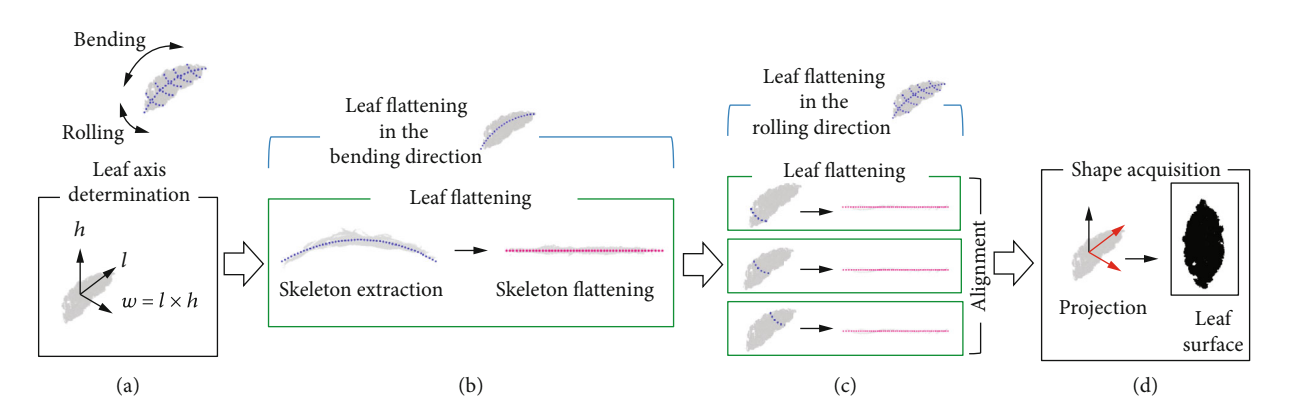 Bending
Rolling
Leaf axis
determination
h
l
w = l × h
(a)
Leaf flattening
in the
bending direction
Leaf flattening
Skeleton extraction
Skeleton flattening
(b)
Leaf flattening
in the
rolling direction
Leaf flattening
Alignment
(c)
Shape acquisition
Projection
Leaf
surface
(d)